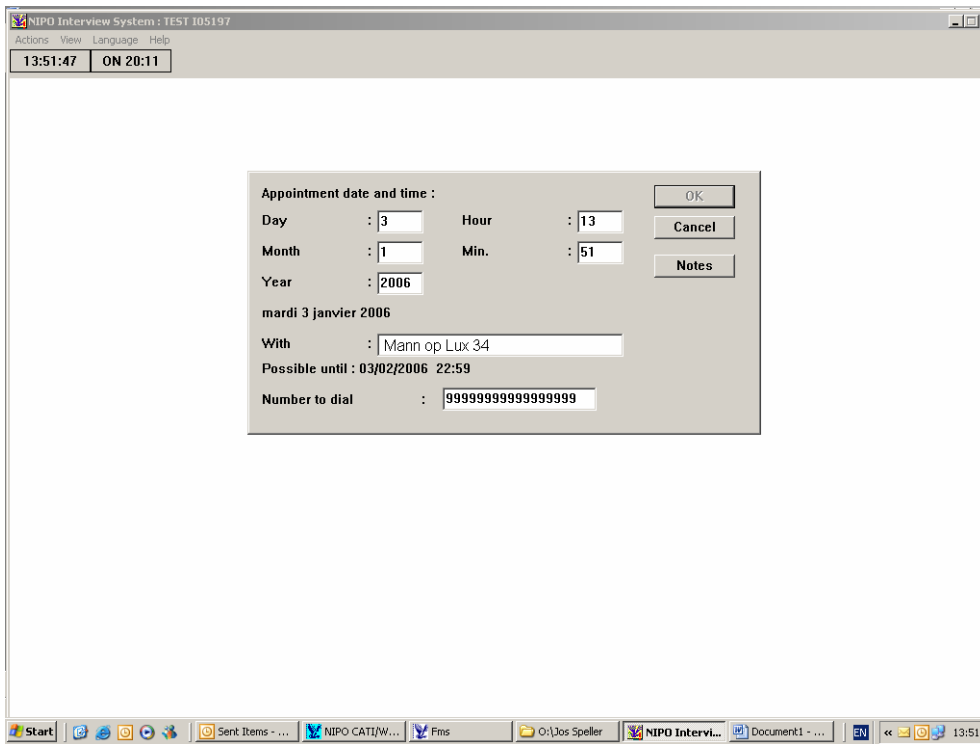 NIPO Interview System : TEST I05197
Actions View Language Help
13:51:47 ON 20:11
Appointment date and time :
OK
Day : 3 Hour : 13
Cancel
Month : 1 Min. : 51
Notes
Year : 2006
mardi 3 janvier 2006
With : Mann op Lux 34
Possible until : 03/02/2006 22:59
Number to dial : 99999999999999999
Start Sent Items - ... NIPO CATI/W... Fms O:\Jos Speller NIPO Intervi... Document1 - ... EN « 13:51